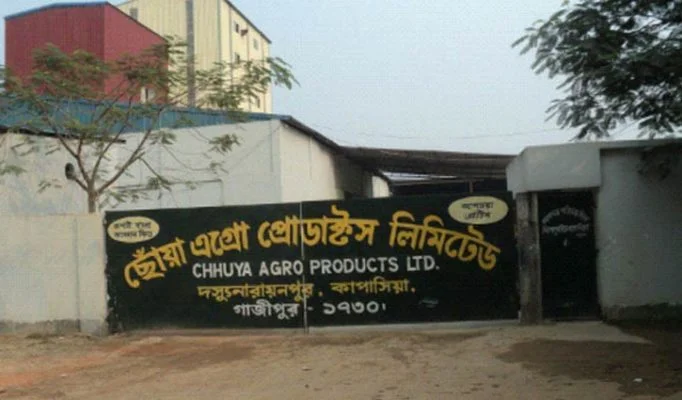 ছোঁয়া এগ্রো প্রোডাক্টস লিমিটেড
CHHUYA AGRO PRODUCTS LTD.
দস্যুনারায়নপুর, কাপাসিয়া,
গাজীপুর - ১৭৩০।